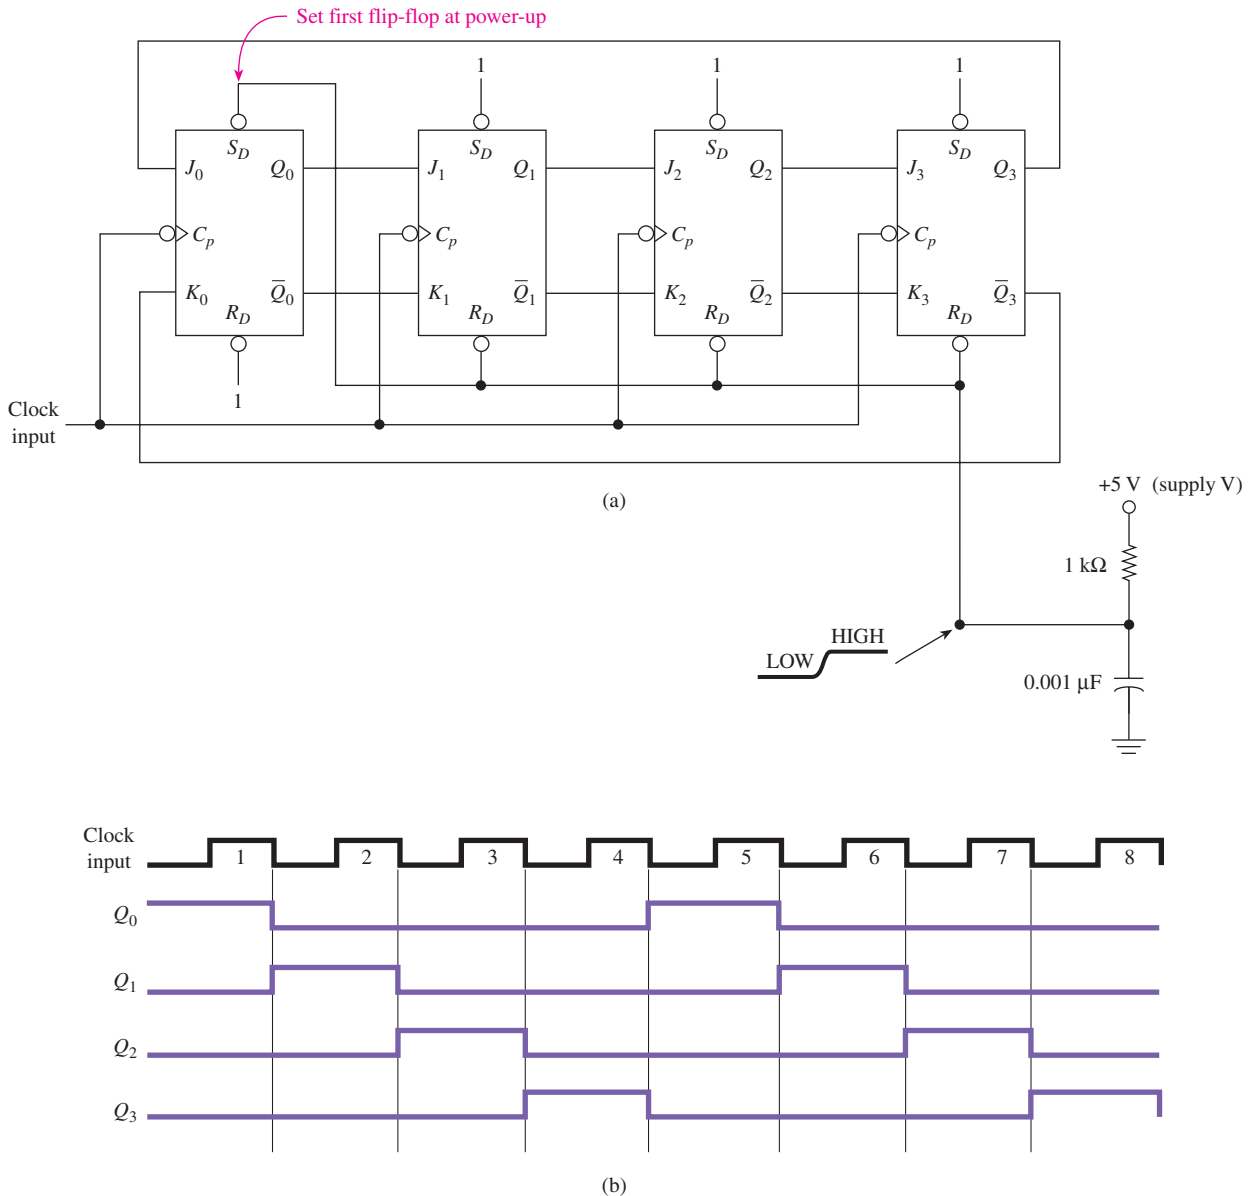 Set first flip-flop at power-up
1 1 1
S_D S_D S_D S_D
J_0 Q_0 J_1 Q_1 J_2 Q_2 J_3 Q_3
C_p C_p C_p C_p
K_0 Q̅_0 K_1 Q̅_1 K_2 Q̅_2 K_3 Q̅_3
R_D R_D R_D R_D
1
Clock
input
(a)
+5 V (supply V)
1 kΩ
HIGH
LOW
0.001 μF
Clock
input
1 2 3 4 5 6 7 8
Q_0
Q_1
Q_2
Q_3
(b)